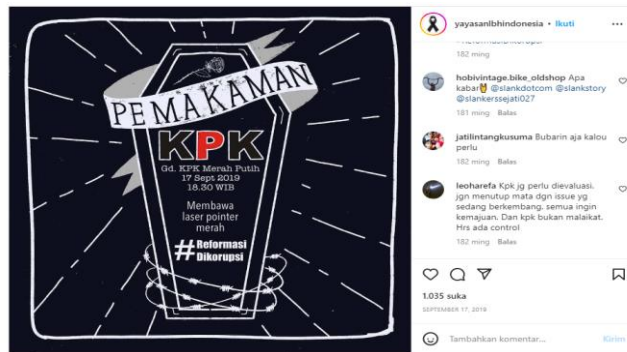 PEMAKAMAN
KPK
Gd. KPK Merah Putih
17 Sept 2019
18.30 WIB
Membawa
laser pointer
merah
#Reformasi
Dikorupsi
yayasanlbhindonesia • Ikuti
182 ming
hobivintage.bike_oldshop Apa
kabar @slankdotcom @slankstory
@slankerssejati027
181 ming Balas
jatilintangkusuma Bubarin aja kalou
perlu
182 ming Balas
leoharefa Kpk jg perlu dievaluasi.
jgn menutup mata dgn issue yg
sedang berkembang. semua ingin
kemajuan. Dan kpk bukan malaikat.
Hrs ada control
182 ming Balas
1.035 suka
SEPTEMBER 17, 2019
Tambahkan komentar...
Kirim